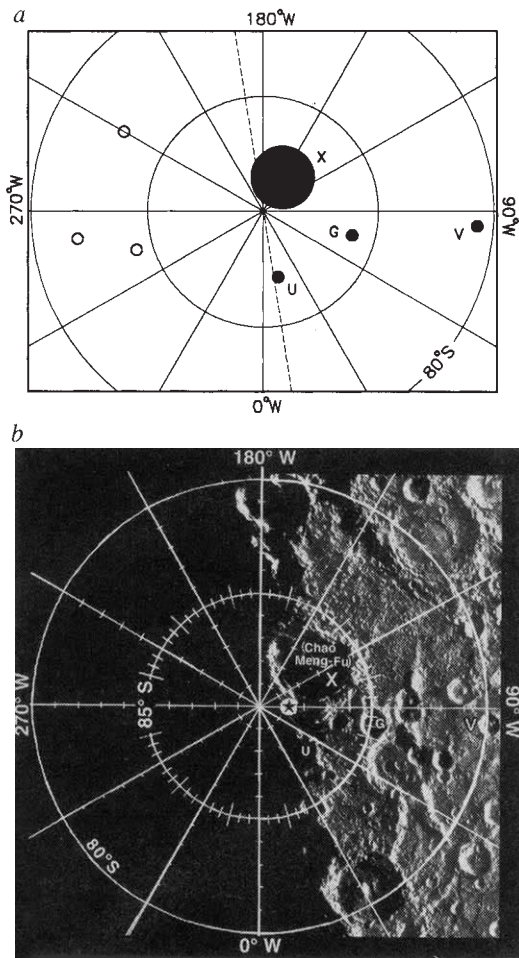 a
180°W
X
270°W
G
V
90°W
U
80°S
0°W
b
180° W
(Chao
Meng-Fu)
X
270° W
85° S
G
V
90° W
U
80°S
0° W